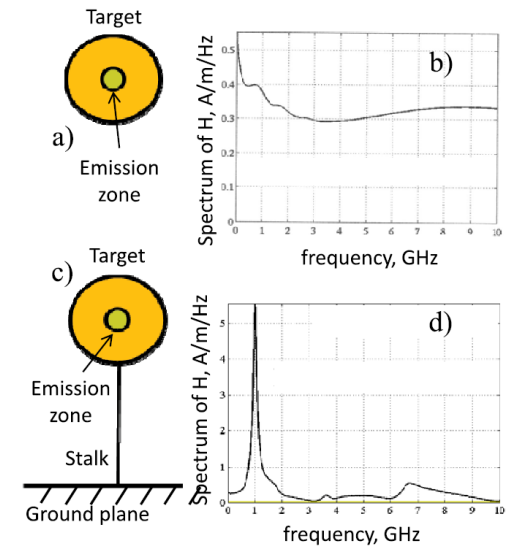 Target
a)
Emission
zone
b)
Spectrum of H, A/m/Hz
0.5
0.4
0.3
0.2
0.1
0
0 1 2 3 4 5 6 7 8 9 10
frequency, GHz
c)
Target
Emission
zone
Stalk
Ground plane
d)
Spectrum of H, A/m/Hz
5
4
3
2
1
0
0 1 2 3 4 5 6 7 8 9 10
frequency, GHz